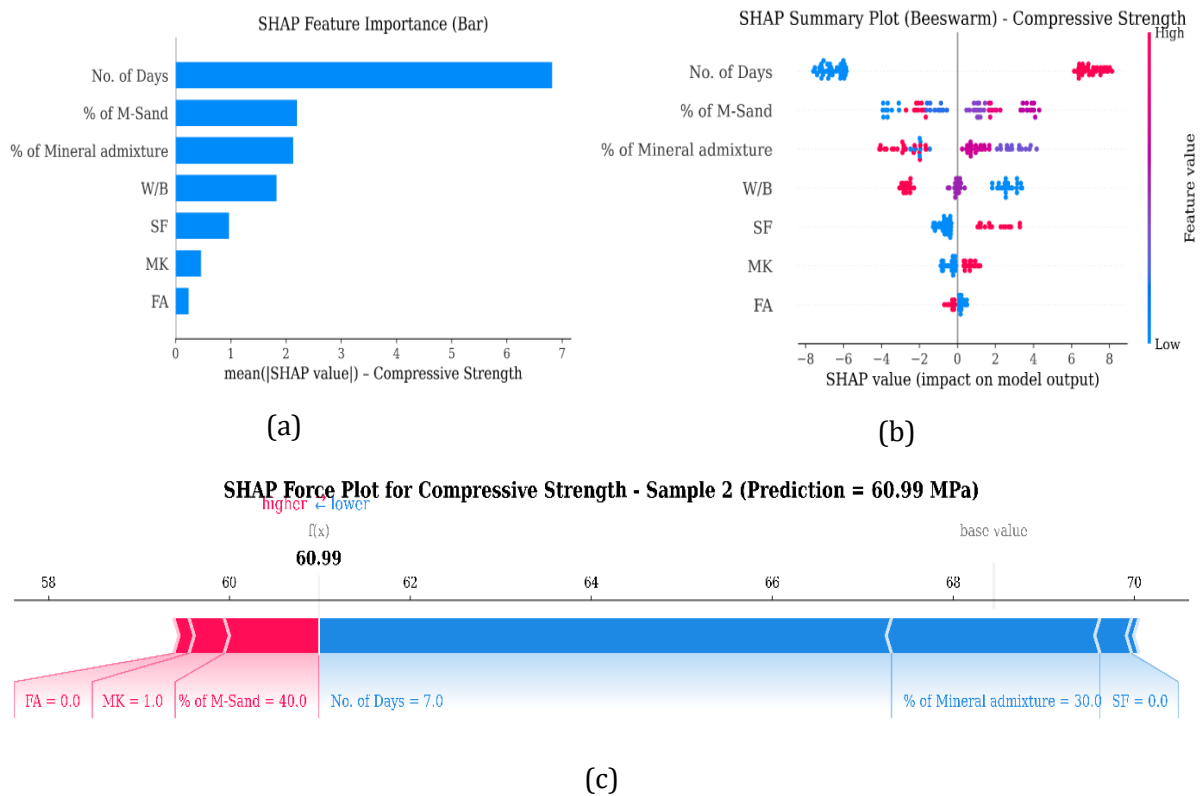 SHAP Feature Importance (Bar)
No. of Days
% of M-Sand
% of Mineral admixture
W/B
SF
MK
FA
0 1 2 3 4 5 6 7
mean(|SHAP value|) – Compressive Strength
(a)
SHAP Summary Plot (Beeswarm) - Compressive Strength
High
No. of Days
% of M-Sand
% of Mineral admixture
W/B
SF
MK
FA
Feature value
Low
−8 −6 −4 −2 0 2 4 6 8
SHAP value (impact on model output)
(b)
SHAP Force Plot for Compressive Strength - Sample 2 (Prediction = 60.99 MPa)
higher ⇄ lower
f(x) base value
60.99
58 60 62 64 66 68 70
FA = 0.0 MK = 1.0 % of M-Sand = 40.0 No. of Days = 7.0 % of Mineral admixture = 30.0 SF = 0.0
(c)